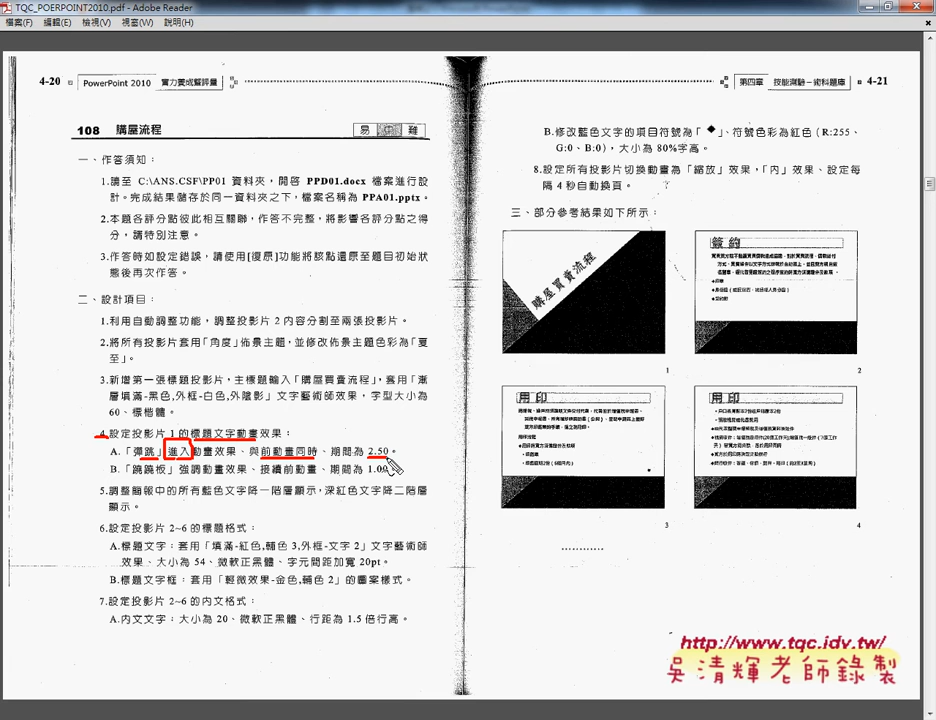 TQC_POERPOINT2010.pdf - Adobe Reader
檔案(F) 編輯(E) 檢視(V) 視窗(W) 說明(H)
4-20 PowerPoint 2010 實力養成暨評量
108 購屋流程
易 中 難
一、作答須知：
1.請至 C:\ANS.CSF\PP01 資料夾，開啓 PPD01.docx 檔案進行設
計。完成結果儲存於同一資料夾之下，檔案名稱為 PPA01.pptx。
2.本題各評分點彼此相互關聯，作答不完整，將影響各評分點之得
分，請特別注意。
3.作答時如設定錯誤，請使用[復原]功能將該點還原至題目初始狀
態後再次作答。
二、設計項目：
1.利用自動調整功能，調整投影片 2 內容分割至兩張投影片。
2.將所有投影片套用「角度」佈景主題，並修改佈景主題色彩為「夏
至」。
3.新增第一張標題投影片，主標題輸入「購屋買賣流程」，套用「漸
層填滿-黑色,外框-白色,外陰影」文字藝術師效果，字型大小為
60、標楷體。
4.設定投影片 1 的標題文字動畫效果：
A.「彈跳」進入動畫效果、與前動畫同時、期間為 2.50。
B.「蹺蹺板」強調動畫效果、接續前動畫、期間為 1.00
5.調整簡報中的所有藍色文字降一階層顯示，深紅色文字降二階層
顯示。
6.設定投影片 2~6 的標題格式：
A.標題文字：套用「填滿-紅色,輔色 3,外框-文字 2」文字藝術師
效果、大小為 54、微軟正黑體、字元間距加寬 20pt。
B.標題文字框：套用「輕微效果-金色,輔色 2」的圖案樣式。
7.設定投影片 2~6 的內文格式：
A.內文文字：大小為 20、微軟正黑體、行距為 1.5 倍行高。
第四章 技能測驗－術科題庫 4-21
B.修改藍色文字的項目符號為「◆」、符號色彩為紅色（R:255、
G:0、B:0），大小為 80%字高。
8.設定所有投影片切換動畫為「縮放」效果，「內」效果、設定每
隔 4 秒自動換頁。
三、部分參考結果如下所示：
購屋買賣流程
簽約
1
2
用印
用印
3
4
............
http://www.tqc.idv.tw/
吳清輝老師錄製